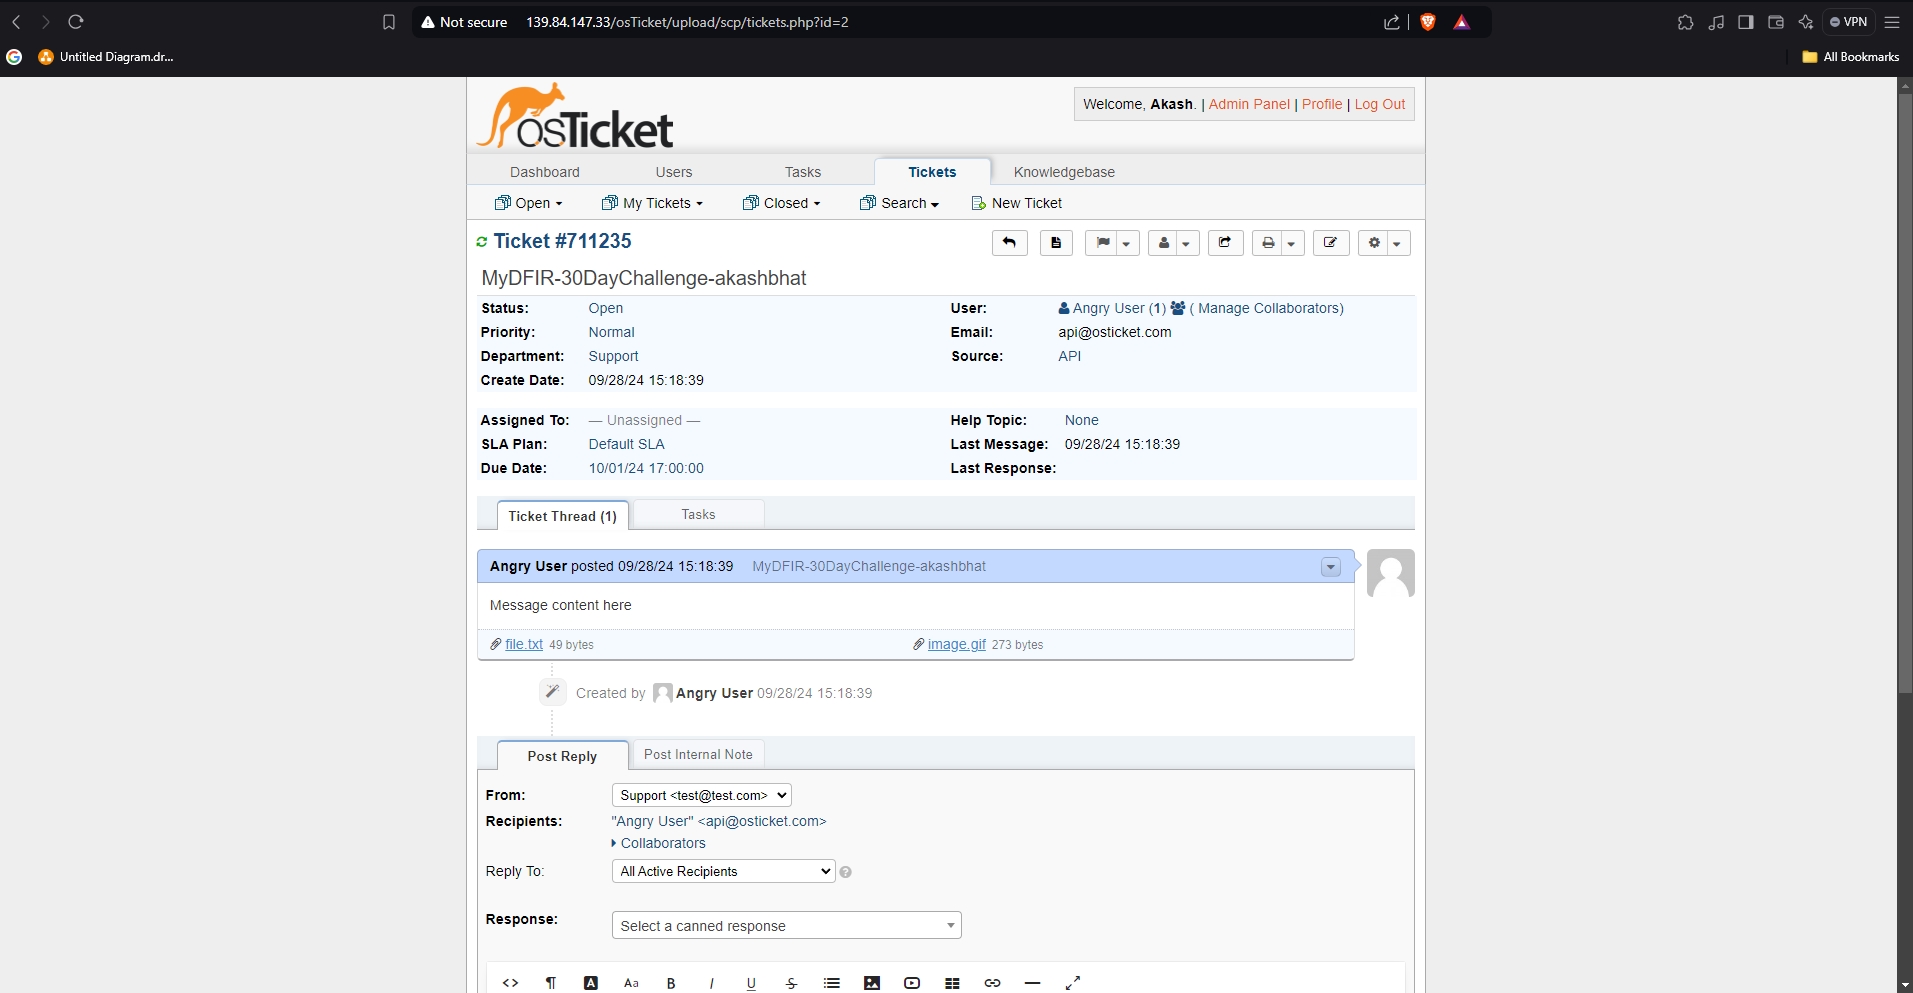 Not secure 139.84.147.33/osTicket/upload/scp/tickets.php?id=2
VPN
Untitled Diagram.dr...
All Bookmarks
osTicket
Welcome, Akash. | Admin Panel | Profile | Log Out
Dashboard Users Tasks Tickets Knowledgebase
Open My Tickets Closed Search New Ticket
Ticket #711235
MyDFIR-30DayChallenge-akashbhat
Status: Open User: Angry User (1) ( Manage Collaborators)
Priority: Normal Email: api@osticket.com
Department: Support Source: API
Create Date: 09/28/24 15:18:39
Assigned To: — Unassigned — Help Topic: None
SLA Plan: Default SLA Last Message: 09/28/24 15:18:39
Due Date: 10/01/24 17:00:00 Last Response:
Ticket Thread (1) Tasks
Angry User posted 09/28/24 15:18:39 MyDFIR-30DayChallenge-akashbhat
Message content here
file.txt 49 bytes image.gif 273 bytes
Created by Angry User 09/28/24 15:18:39
Post Reply Post Internal Note
From: Support <test@test.com>
Recipients: "Angry User" <api@osticket.com>
Collaborators
Reply To: All Active Recipients
Response: Select a canned response
<> ¶ A Aa B I U S